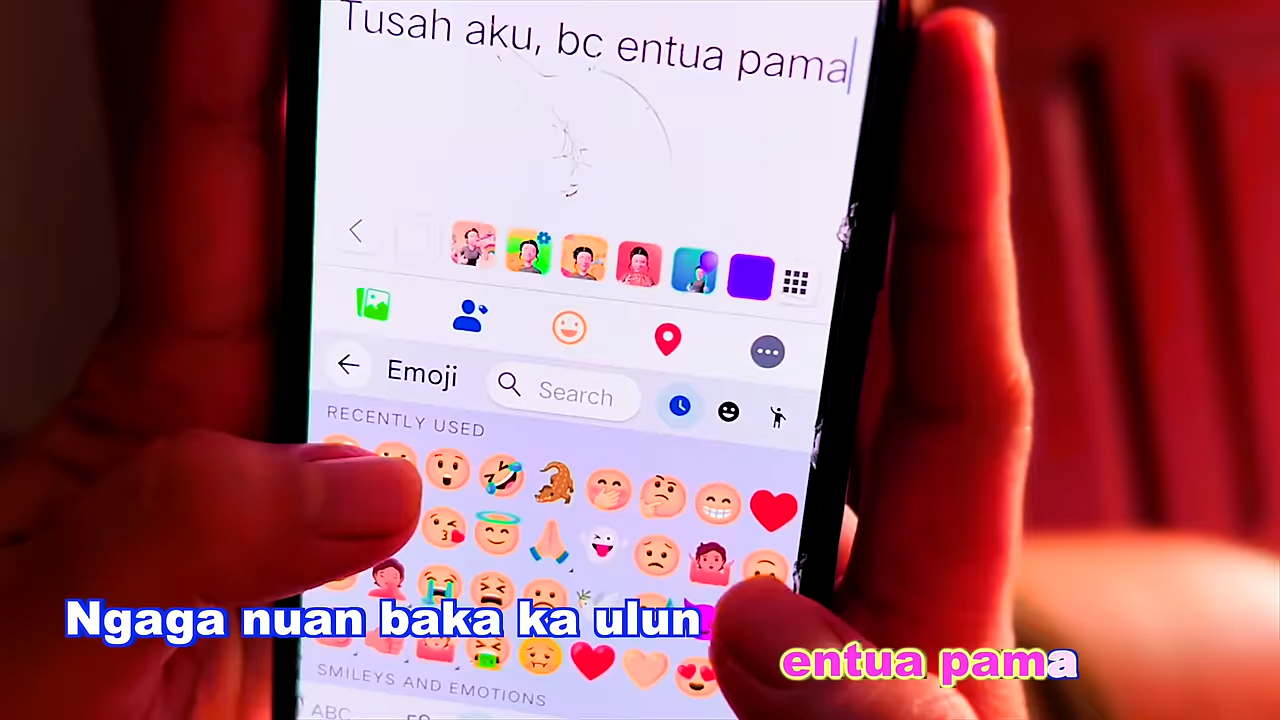 Tusah aku, bc entua pama
Emoji
Search
RECENTLY USED
Ngaga nuan baka ka ulun
entua pama
SMILEYS AND EMOTIONS
ABC